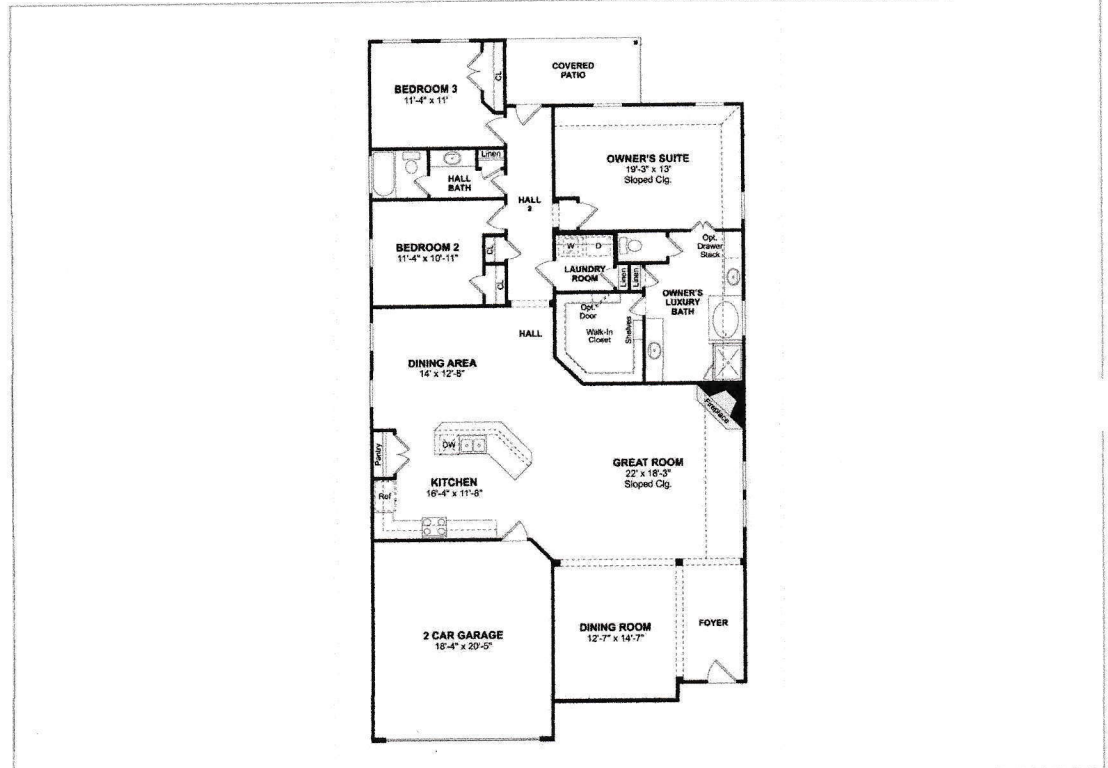 COVERED
PATIO
BEDROOM 3
11'-4" x 11'
CL
OWNER'S SUITE
19'-3" x 13'
Sloped Clg.
Linen
HALL
BATH
HALL
2
BEDROOM 2
11'-4" x 10'-11"
CL
CL
W
D
LAUNDRY
ROOM
Linen
Linen
Opt.
Drawer
Stack
OWNER'S
LUXURY
BATH
Opt.
Door
Walk-In
Closet
Shelves
HALL
DINING AREA
14' x 12'-8"
Fireplace
Pantry
DW
KITCHEN
16'-4" x 11'-8"
Ref
GREAT ROOM
22' x 18'-3"
Sloped Clg.
2 CAR GARAGE
18'-4" x 20'-5"
DINING ROOM
12'-7" x 14'-7"
FOYER